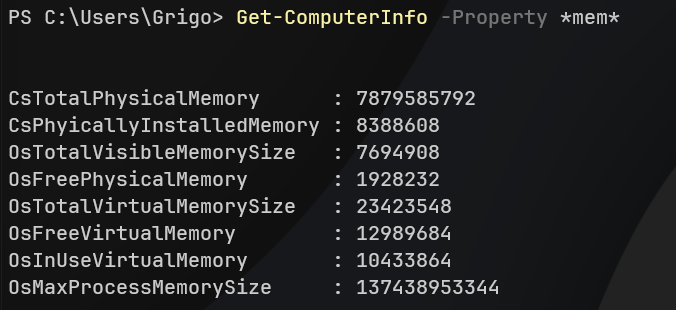 PS C:\Users\Grigo> Get-ComputerInfo -Property *mem*
CsTotalPhysicalMemory : 7879585792
CsPhyicallyInstalledMemory : 8388608
OsTotalVisibleMemorySize : 7694908
OsFreePhysicalMemory : 1928232
OsTotalVirtualMemorySize : 23423548
OsFreeVirtualMemory : 12989684
OsInUseVirtualMemory : 10433864
OsMaxProcessMemorySize : 137438953344